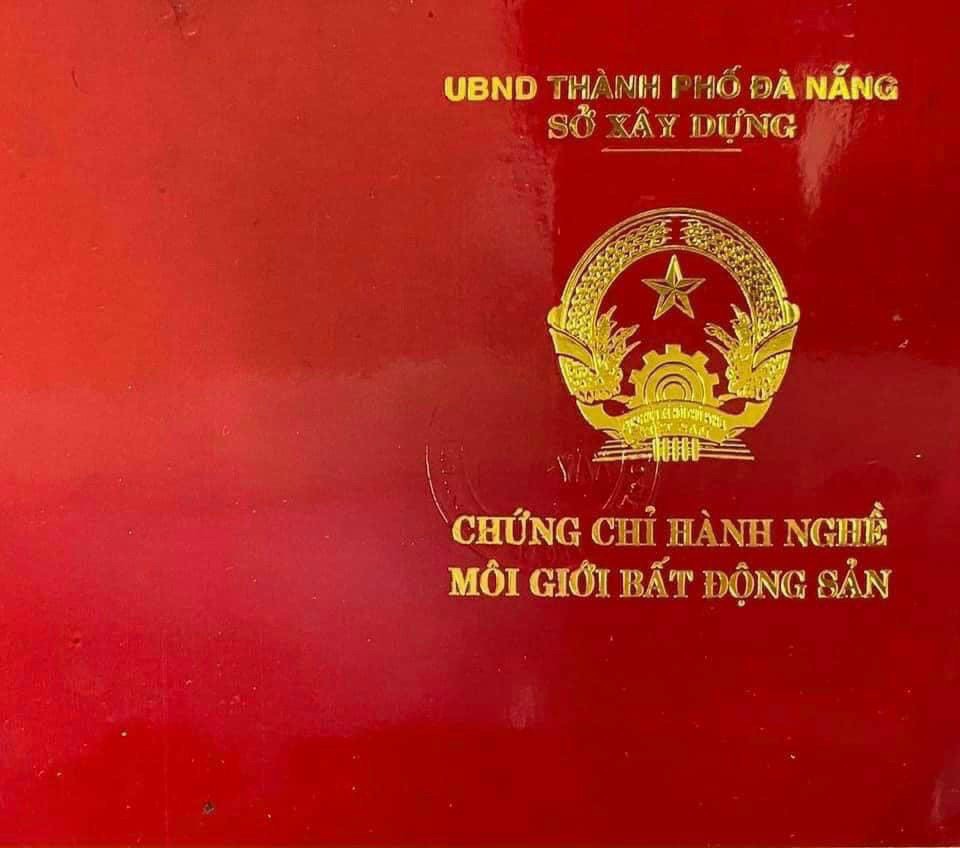 UBND THÀNH PHỐ ĐÀ NẴNG
SỞ XÂY DỰNG
CHỨNG CHỈ HÀNH NGHỀ
MÔI GIỚI BẤT ĐỘNG SẢN